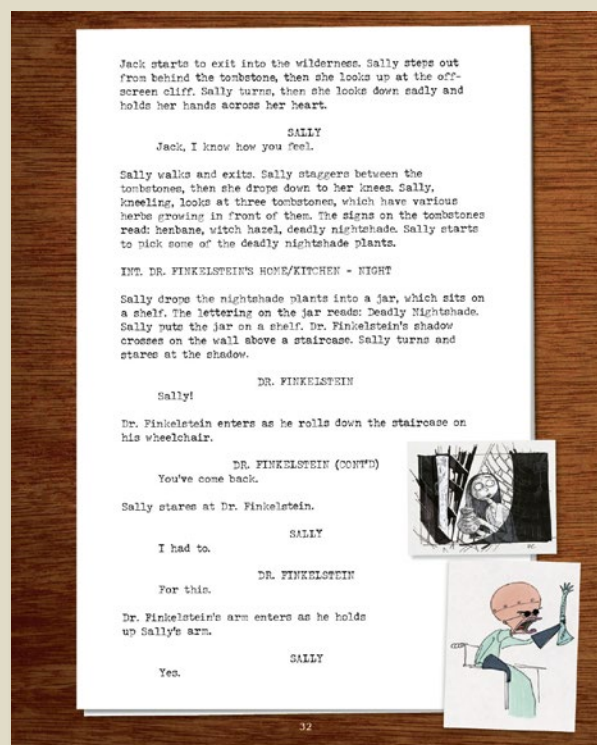 Jack starts to exit into the wilderness. Sally steps out
from behind the tombstone, then she looks up at the off-
screen cliff. Sally turns, then she looks down sadly and
holds her hands across her heart.
SALLY
Jack, I know how you feel.
Sally walks and exits. Sally staggers between the
tombstones, then she drops down to her knees. Sally,
kneeling, looks at three tombstones, which have various
herbs growing in front of them. The signs on the tombstones
read: henbane, witch hazel, deadly nightshade. Sally starts
to pick some of the deadly nightshade plants.
INT. DR. FINKELSTEIN'S HOME/KITCHEN - NIGHT
Sally drops the nightshade plants into a jar, which sits on
a shelf. The lettering on the jar reads: Deadly Nightshade.
Sally puts the jar on a shelf. Dr. Finkelstein's shadow
crosses on the wall above a staircase. Sally turns and
stares at the shadow.
DR. FINKELSTEIN
Sally!
Dr. Finkelstein enters as he rolls down the staircase on
his wheelchair.
DR. FINKELSTEIN (CONT'D)
You've come back.
Sally stares at Dr. Finkelstein.
SALLY
I had to.
DR. FINKELSTEIN
For this.
Dr. Finkelstein's arm enters as he holds
up Sally's arm.
SALLY
Yes.
32